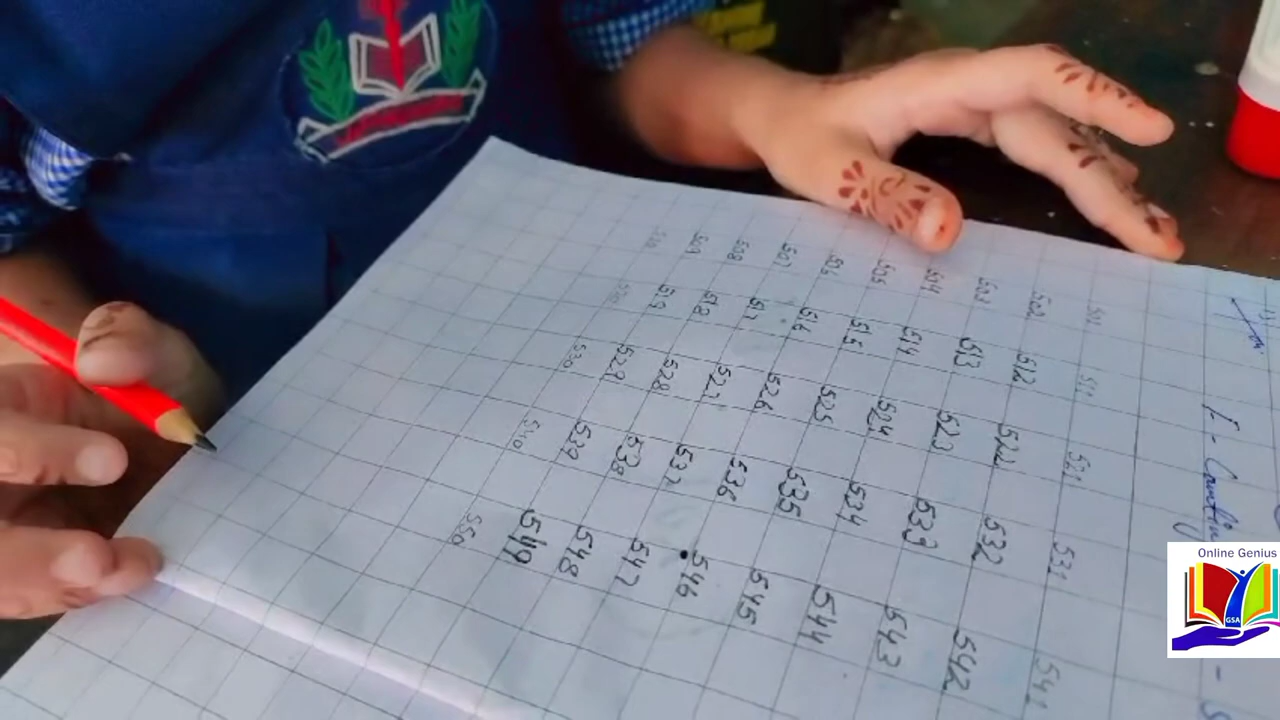 501 511 521 531 541
502 512 522 532 542
503 513 523 533 543
504 514 524 534 544
505 515 525 535 545
506 516 526 536 546
507 517 527 537 547
508 518 528 538 548
509 519 529 539 549
510 520 530 540 550
Online Genius
GSA